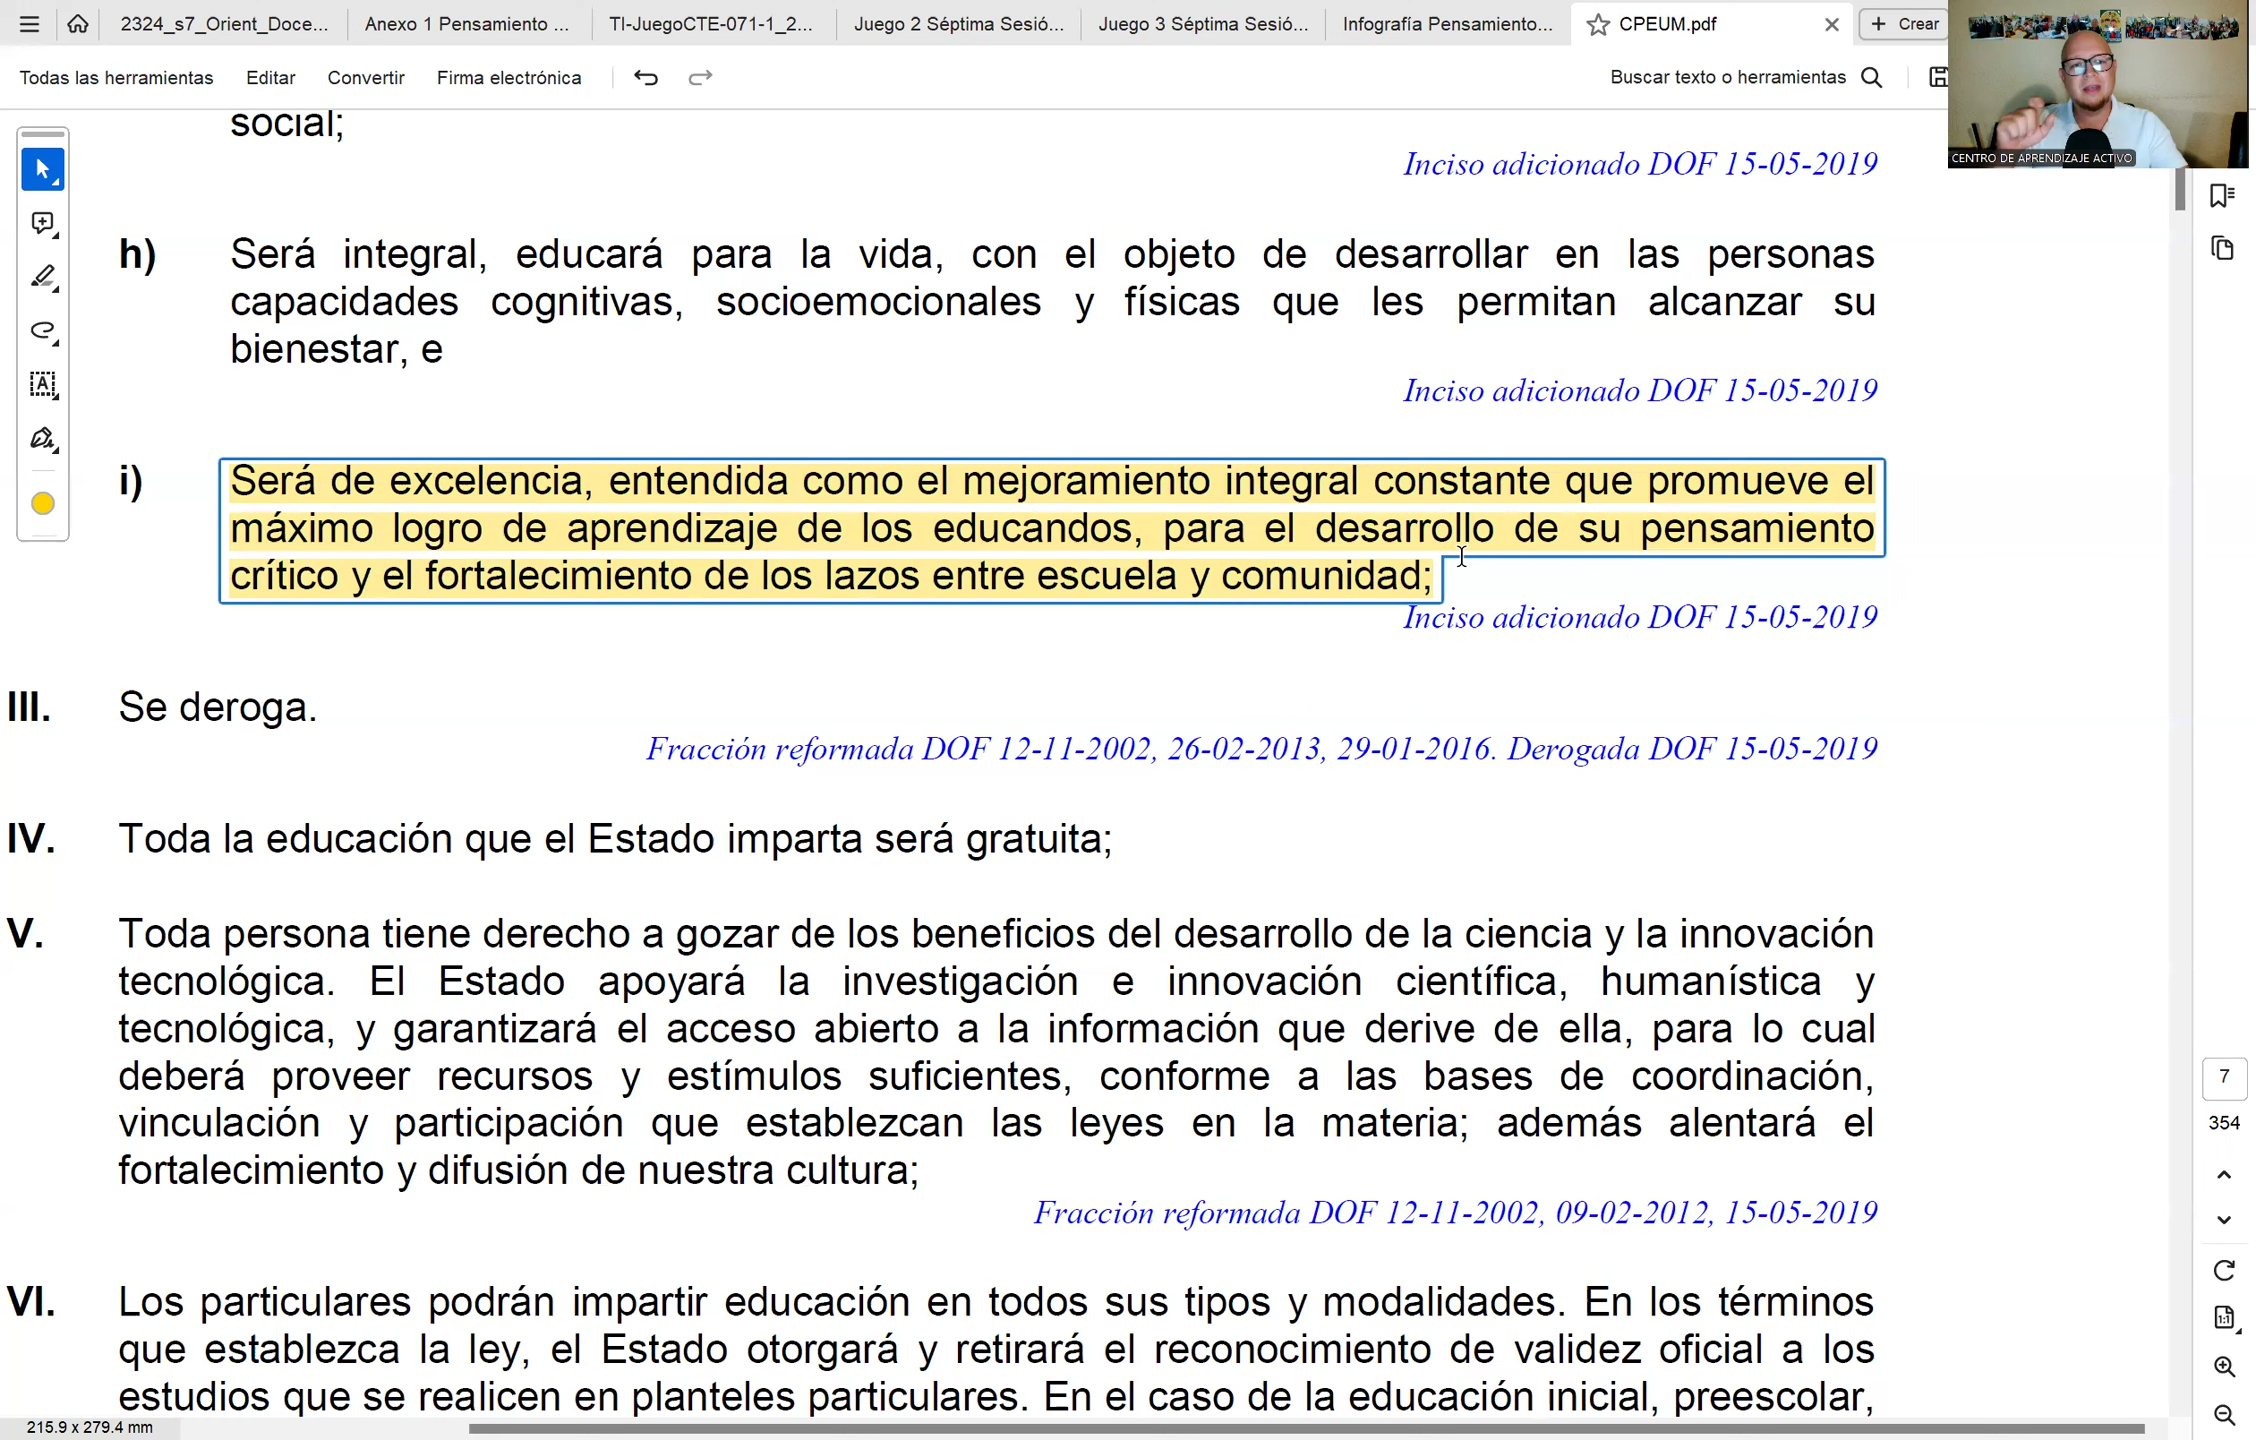 2324_s7_Orient_Doce...
Anexo 1 Pensamiento ...
TI-JuegoCTE-071-1_2...
Juego 2 Séptima Sesió...
Juego 3 Séptima Sesió...
Infografía Pensamiento...
CPEUM.pdf
Crear
Todas las herramientas
Editar
Convertir
Firma electrónica
Buscar texto o herramientas
CENTRO DE APRENDIZAJE ACTIVO
social;
Inciso adicionado DOF 15-05-2019
h) Será integral, educará para la vida, con el objeto de desarrollar en las personas
capacidades cognitivas, socioemocionales y físicas que les permitan alcanzar su
bienestar, e
Inciso adicionado DOF 15-05-2019
i) Será de excelencia, entendida como el mejoramiento integral constante que promueve el
máximo logro de aprendizaje de los educandos, para el desarrollo de su pensamiento
crítico y el fortalecimiento de los lazos entre escuela y comunidad;
Inciso adicionado DOF 15-05-2019
III. Se deroga.
Fracción reformada DOF 12-11-2002, 26-02-2013, 29-01-2016. Derogada DOF 15-05-2019
IV. Toda la educación que el Estado imparta será gratuita;
V. Toda persona tiene derecho a gozar de los beneficios del desarrollo de la ciencia y la innovación
tecnológica. El Estado apoyará la investigación e innovación científica, humanística y
tecnológica, y garantizará el acceso abierto a la información que derive de ella, para lo cual
deberá proveer recursos y estímulos suficientes, conforme a las bases de coordinación,
vinculación y participación que establezcan las leyes en la materia; además alentará el
fortalecimiento y difusión de nuestra cultura;
Fracción reformada DOF 12-11-2002, 09-02-2012, 15-05-2019
VI. Los particulares podrán impartir educación en todos sus tipos y modalidades. En los términos
que establezca la ley, el Estado otorgará y retirará el reconocimiento de validez oficial a los
estudios que se realicen en planteles particulares. En el caso de la educación inicial, preescolar,
7
354
215.9 x 279.4 mm